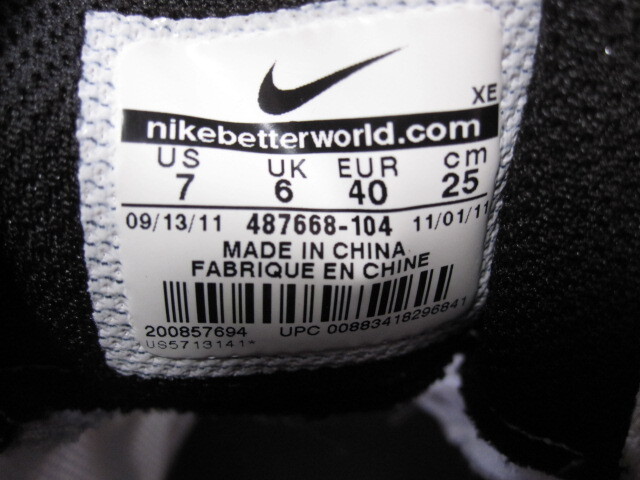 XE
nikebetterworld.com
US UK EUR cm
7 6 40 25
09/13/11 487668-104 11/01/11
MADE IN CHINA
FABRIQUE EN CHINE
200857694 UPC 00883418296841
US5713141*